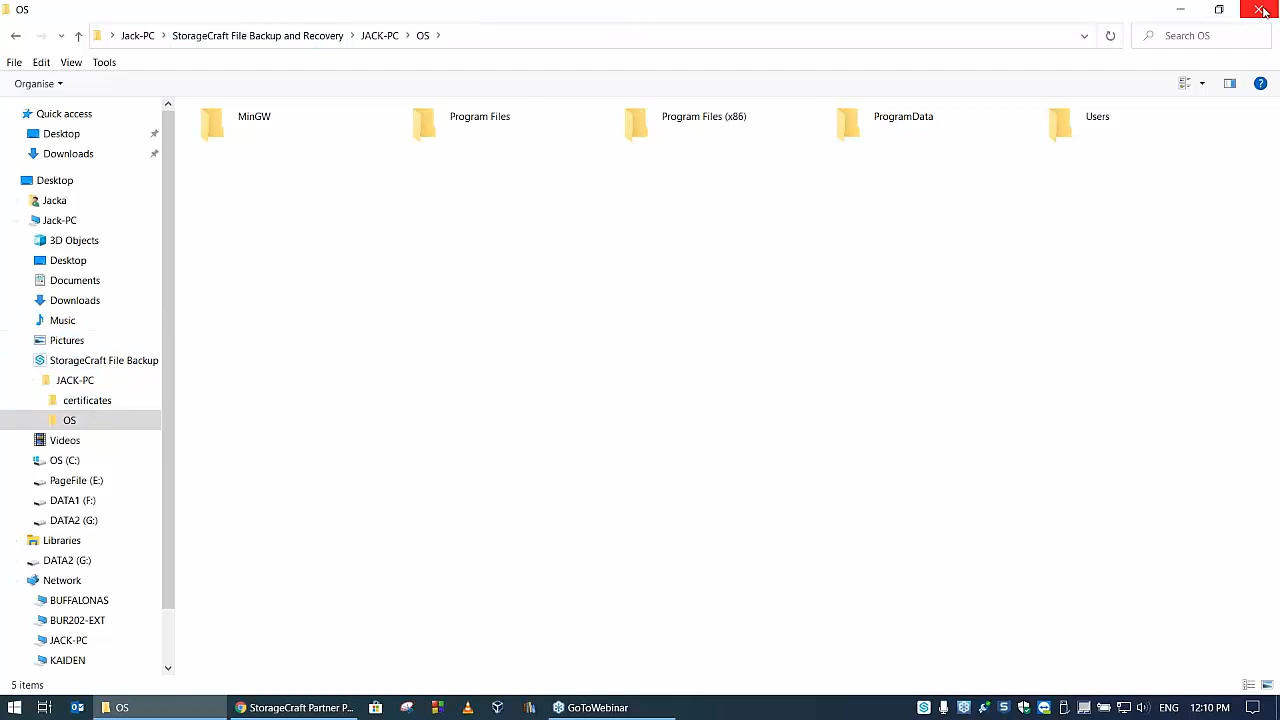 OS
Jack-PC StorageCraft File Backup and Recovery JACK-PC OS
Search OS
File Edit View Tools
Organise
Quick access
Desktop
Downloads
Desktop
Jacka
Jack-PC
3D Objects
Desktop
Documents
Downloads
Music
Pictures
StorageCraft File Backup
JACK-PC
certificates
OS
Videos
OS (C:)
PageFile (E:)
DATA1 (F:)
DATA2 (G:)
Libraries
DATA2 (G:)
Network
BUFFALONAS
BUR202-EXT
JACK-PC
KAIDEN
MinGW
Program Files
Program Files (x86)
ProgramData
Users
5 items
OS
StorageCraft Partner P...
GoToWebinar
ENG
12:10 PM